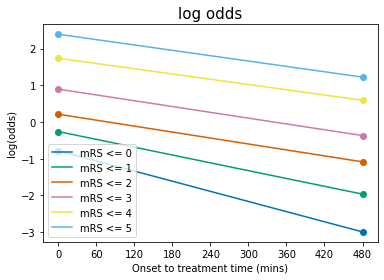 log odds
log(odds)
2
1
0
−1
−2
−3
mRS <= 0
mRS <= 1
mRS <= 2
mRS <= 3
mRS <= 4
mRS <= 5
0 60 120 180 240 300 360 420 480
Onset to treatment time (mins)